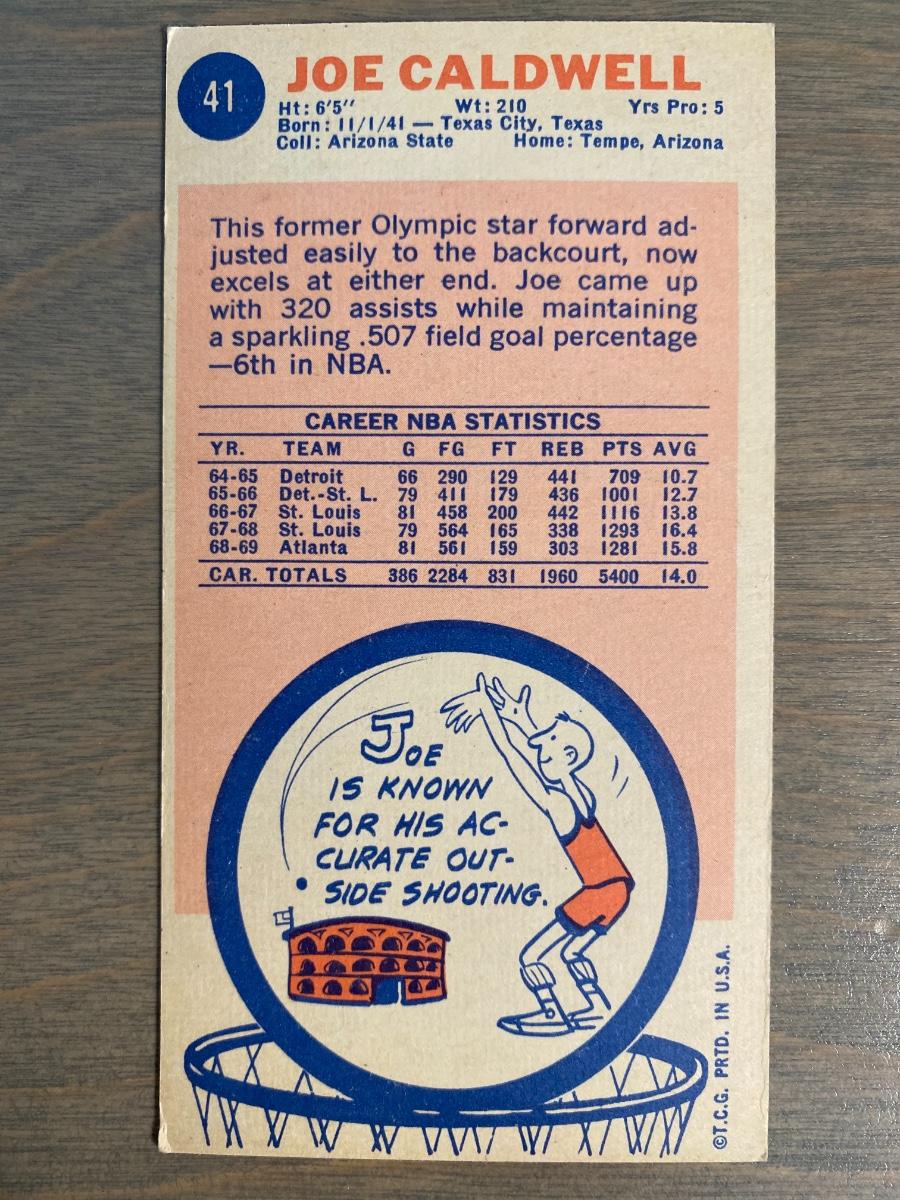 41
JOE CALDWELL
Ht: 6'5" Wt: 210 Yrs Pro: 5
Born: 11/1/41 — Texas City, Texas
Coll: Arizona State Home: Tempe, Arizona
This former Olympic star forward ad-
justed easily to the backcourt, now
excels at either end. Joe came up
with 320 assists while maintaining
a sparkling .507 field goal percentage
—6th in NBA.
CAREER NBA STATISTICS
YR. TEAM G FG FT REB PTS AVG
64-65 Detroit 66 290 129 441 709 10.7
65-66 Det.-St. L. 79 411 179 436 1001 12.7
66-67 St. Louis 81 458 200 442 1116 13.8
67-68 St. Louis 79 564 165 338 1293 16.4
68-69 Atlanta 81 561 159 303 1281 15.8
CAR. TOTALS 386 2284 831 1960 5400 14.0
JOE
IS KNOWN
FOR HIS AC-
CURATE OUT-
SIDE SHOOTING.
©T.C.G. PRTD. IN U.S.A.